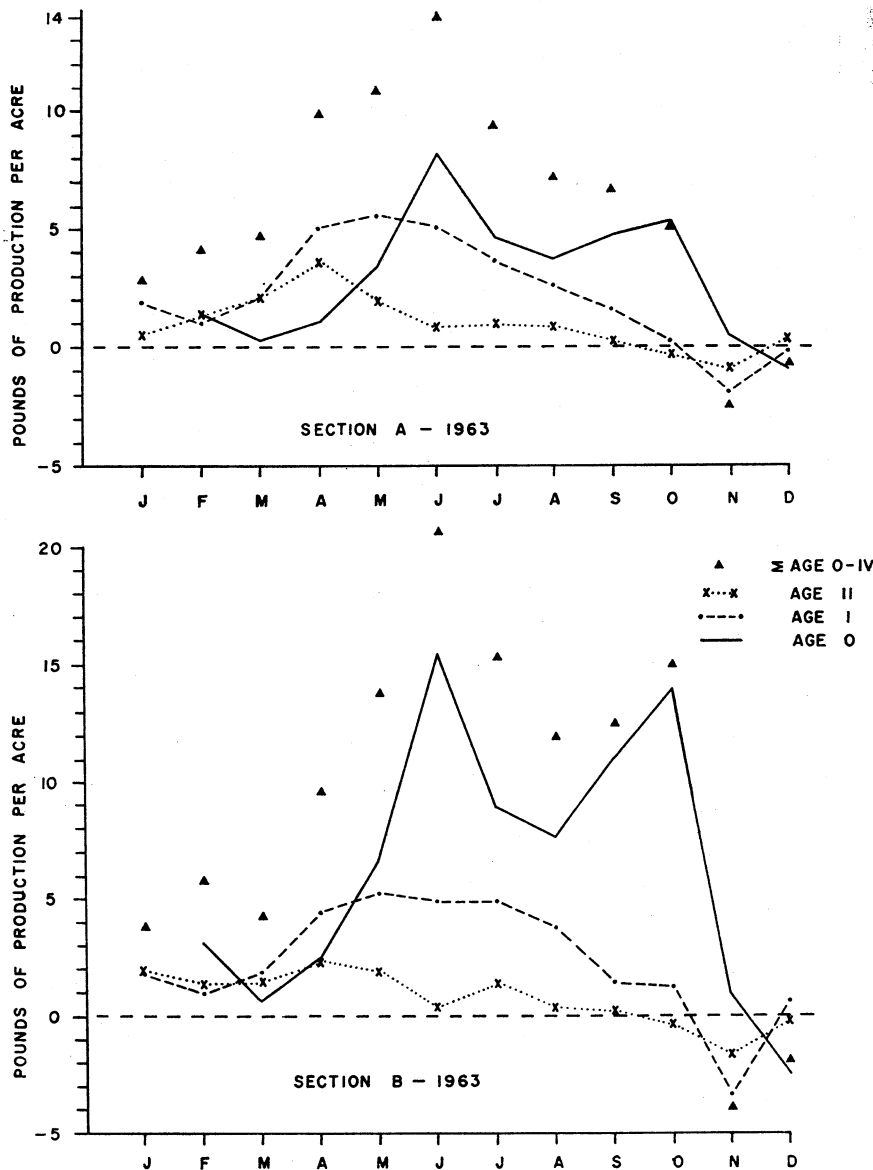 POUNDS OF PRODUCTION PER ACRE
14
10
5
0
-5
SECTION A - 1963
J F M A M J J A S O N D
POUNDS OF PRODUCTION PER ACRE
20
15
10
5
0
-5
Σ AGE 0-IV
AGE II
AGE I
AGE 0
SECTION B - 1963
J F M A M J J A S O N D